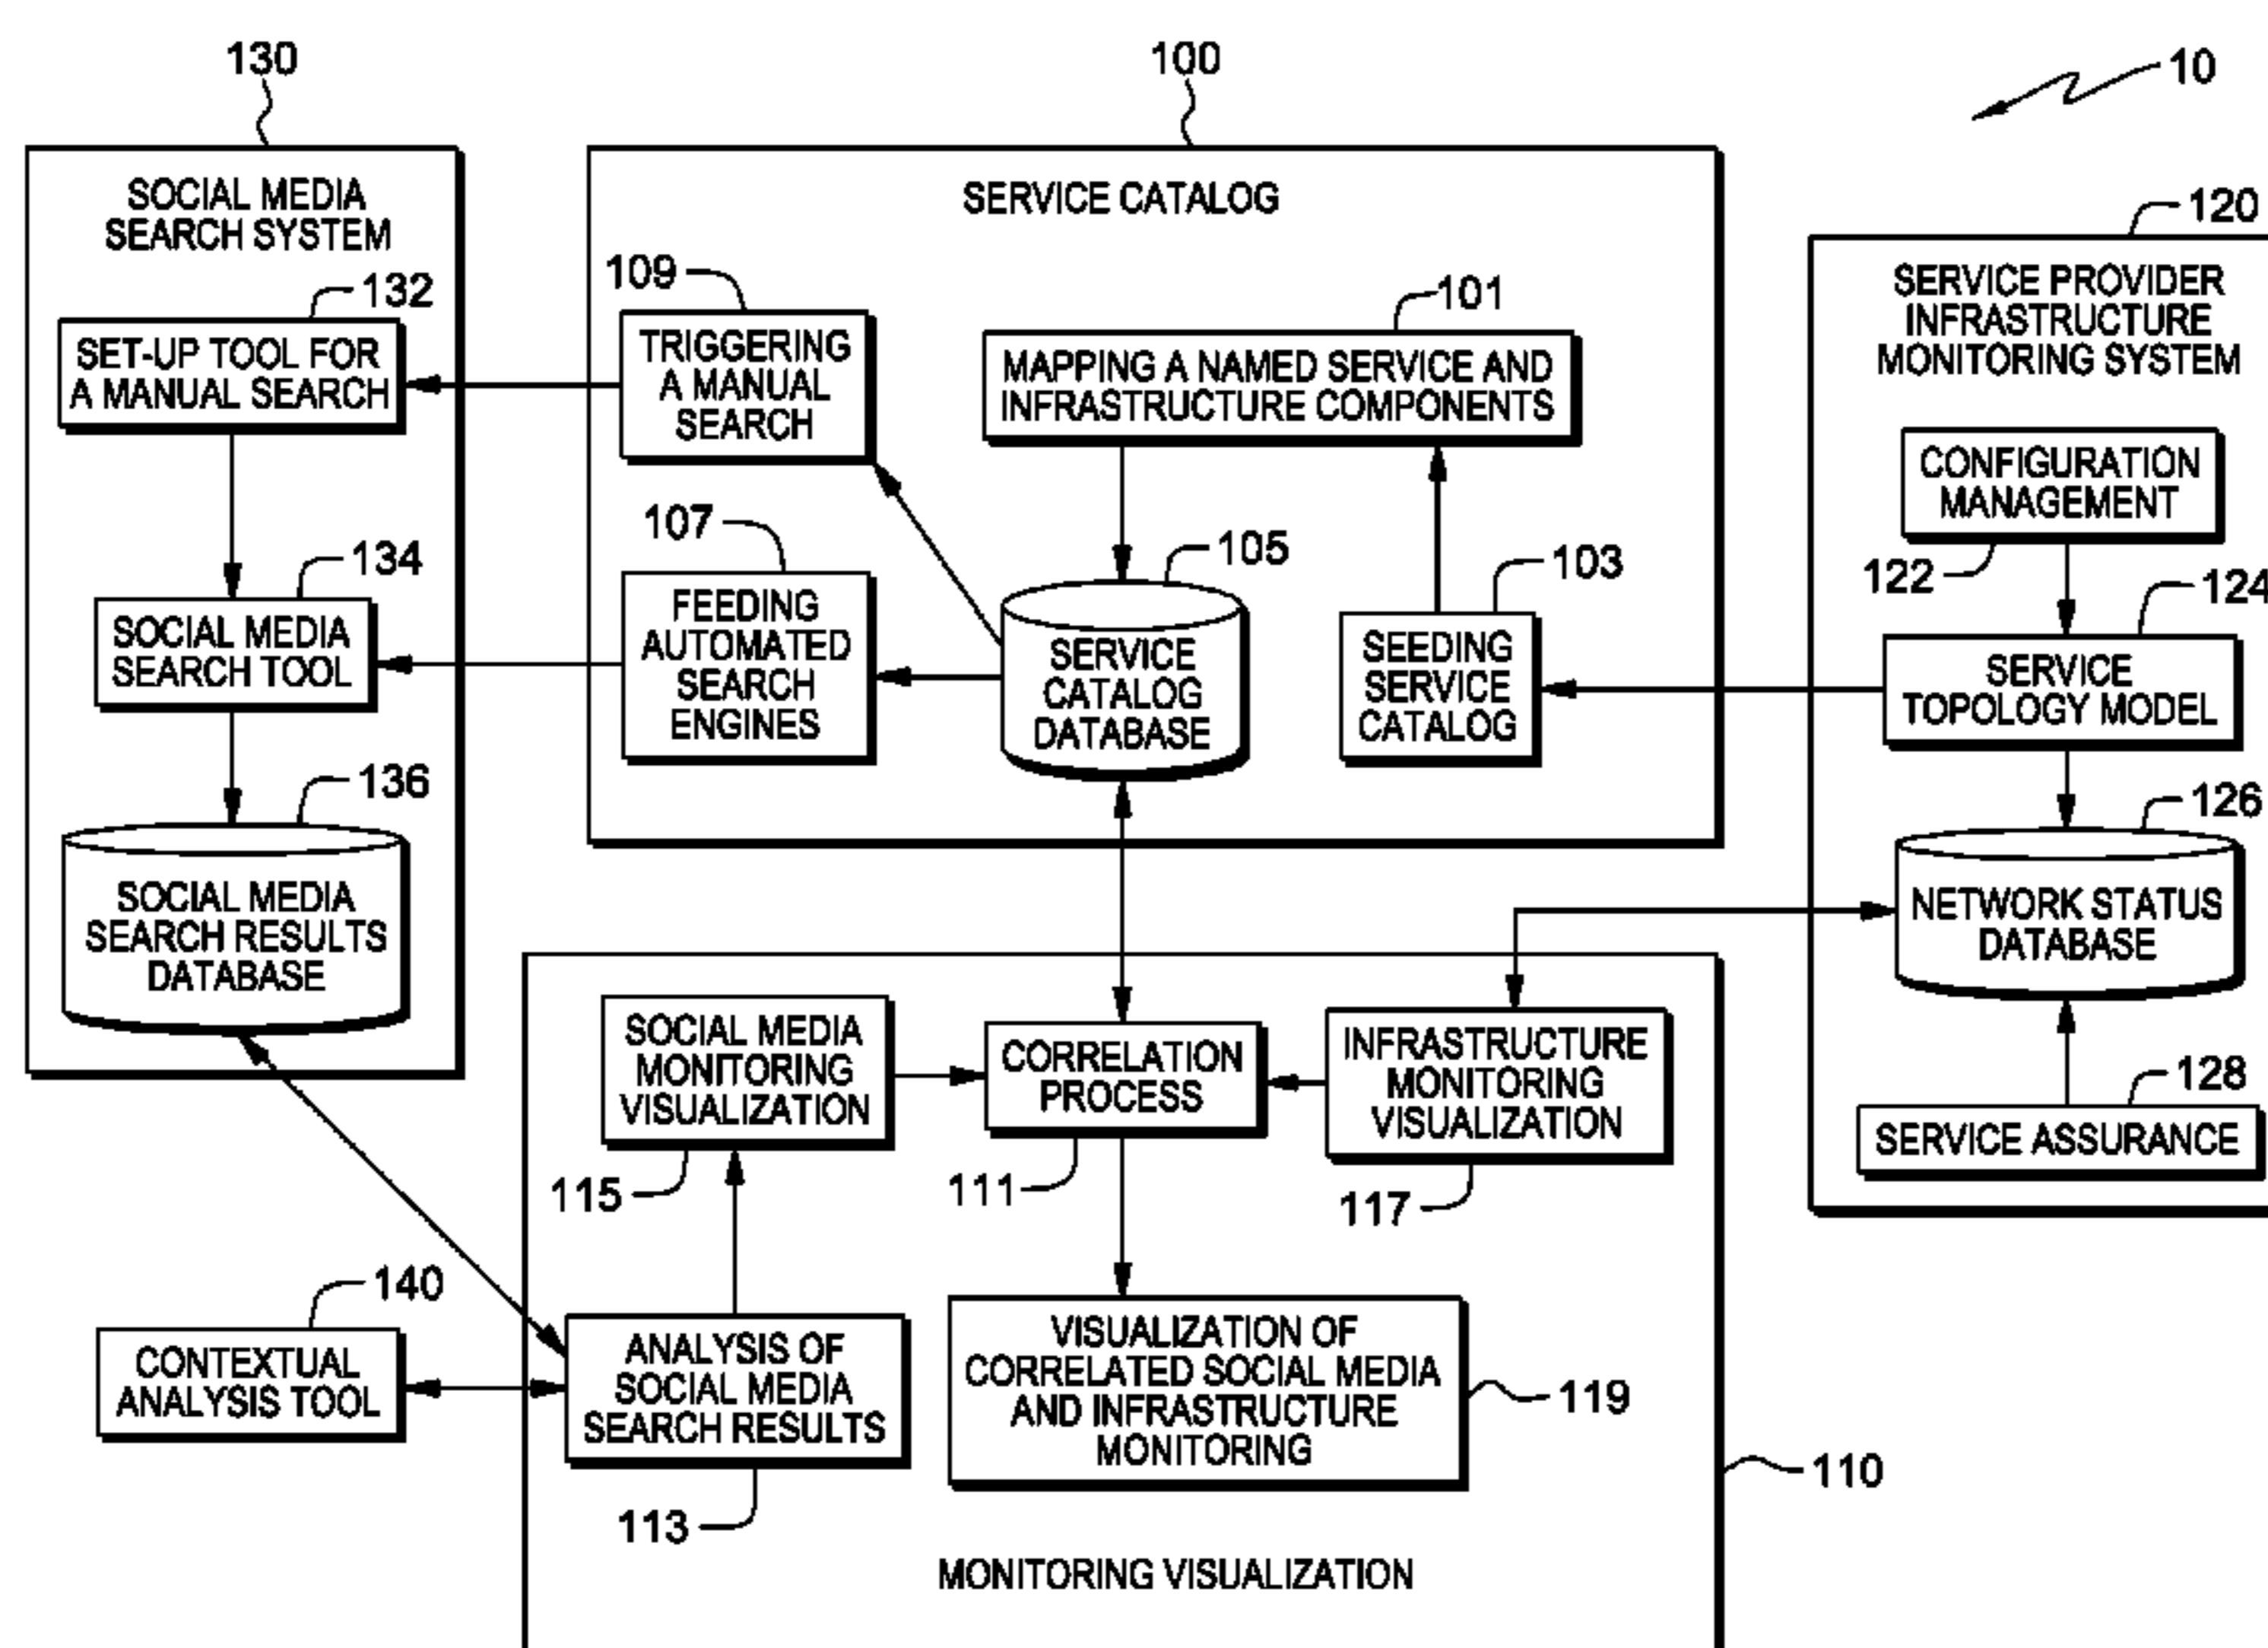 130
100
10
SOCIAL MEDIA
SEARCH SYSTEM
132
SET-UP TOOL FOR
A MANUAL SEARCH
134
SOCIAL MEDIA
SEARCH TOOL
136
SOCIAL MEDIA
SEARCH RESULTS
DATABASE
SERVICE CATALOG
109
TRIGGERING
A MANUAL
SEARCH
101
MAPPING A NAMED SERVICE AND
INFRASTRUCTURE COMPONENTS
107
FEEDING
AUTOMATED
SEARCH
ENGINES
105
SERVICE
CATALOG
DATABASE
103
SEEDING
SERVICE
CATALOG
120
SERVICE PROVIDER
INFRASTRUCTURE
MONITORING SYSTEM
CONFIGURATION
MANAGEMENT
122
124
SERVICE
TOPOLOGY MODEL
126
NETWORK STATUS
DATABASE
128
SERVICE ASSURANCE
SOCIAL MEDIA
MONITORING
VISUALIZATION
115
CORRELATION
PROCESS
111
INFRASTRUCTURE
MONITORING
VISUALIZATION
117
140
CONTEXTUAL
ANALYSIS TOOL
ANALYSIS OF
SOCIAL MEDIA
SEARCH RESULTS
113
VISUALIZATION OF
CORRELATED SOCIAL MEDIA
AND INFRASTRUCTURE
MONITORING
119
110
MONITORING VISUALIZATION